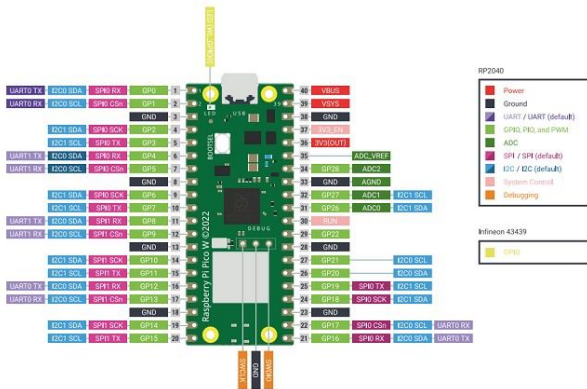 LED (WL_GPIO0)
UART0 TX I2C0 SDA SPI0 RX GP0 1
UART0 RX I2C0 SCL SPI0 CSn GP1 2
GND 3
I2C1 SDA SPI0 SCK GP2 4
I2C1 SCL SPI0 TX GP3 5
UART1 TX I2C0 SDA SPI0 RX GP4 6
UART1 RX I2C0 SCL SPI0 CSn GP5 7
GND 8
I2C1 SDA SPI0 SCK GP6 9
I2C1 SCL SPI0 TX GP7 10
UART1 TX I2C0 SDA SPI1 RX GP8 11
UART1 RX I2C0 SCL SPI1 CSn GP9 12
GND 13
I2C1 SDA SPI1 SCK GP10 14
I2C1 SCL SPI1 TX GP11 15
UART0 TX I2C0 SDA SPI1 RX GP12 16
UART0 RX I2C0 SCL SPI1 CSn GP13 17
GND 18
I2C1 SDA SPI1 SCK GP14 19
I2C1 SCL SPI1 TX GP15 20
1
2
39
LED
USB
BOOTSEL
DEBUG
Raspberry Pi Pico W ©2022
40 VBUS
39 VSYS
38 GND
37 3V3_EN
36 3V3(OUT)
35 ADC_VREF
34 GP28 ADC2
33 GND AGND
32 GP27 ADC1 I2C1 SCL
31 GP26 ADC0 I2C1 SDA
30 RUN
29 GP22
28 GND
27 GP21 I2C0 SCL
26 GP20 I2C0 SDA
25 GP19 SPI0 TX I2C1 SCL
24 GP18 SPI0 SCK I2C1 SDA
23 GND
22 GP17 SPI0 CSn I2C0 SCL UART0 RX
21 GP16 SPI0 RX I2C0 SDA UART0 TX
SWCLK
GND
SWDIO
RP2040
Power
Ground
UART / UART (default)
GPIO, PIO, and PWM
ADC
SPI / SPI (default)
I2C / I2C (default)
System Control
Debugging
Infineon 43439
GPIO